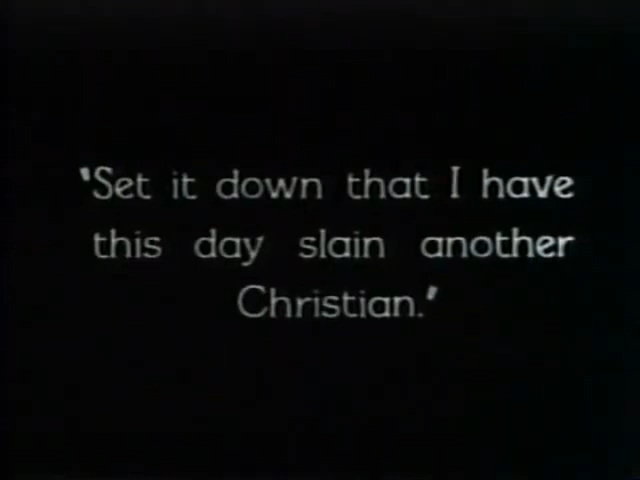 "Set it down that I have
this day slain another
Christian."